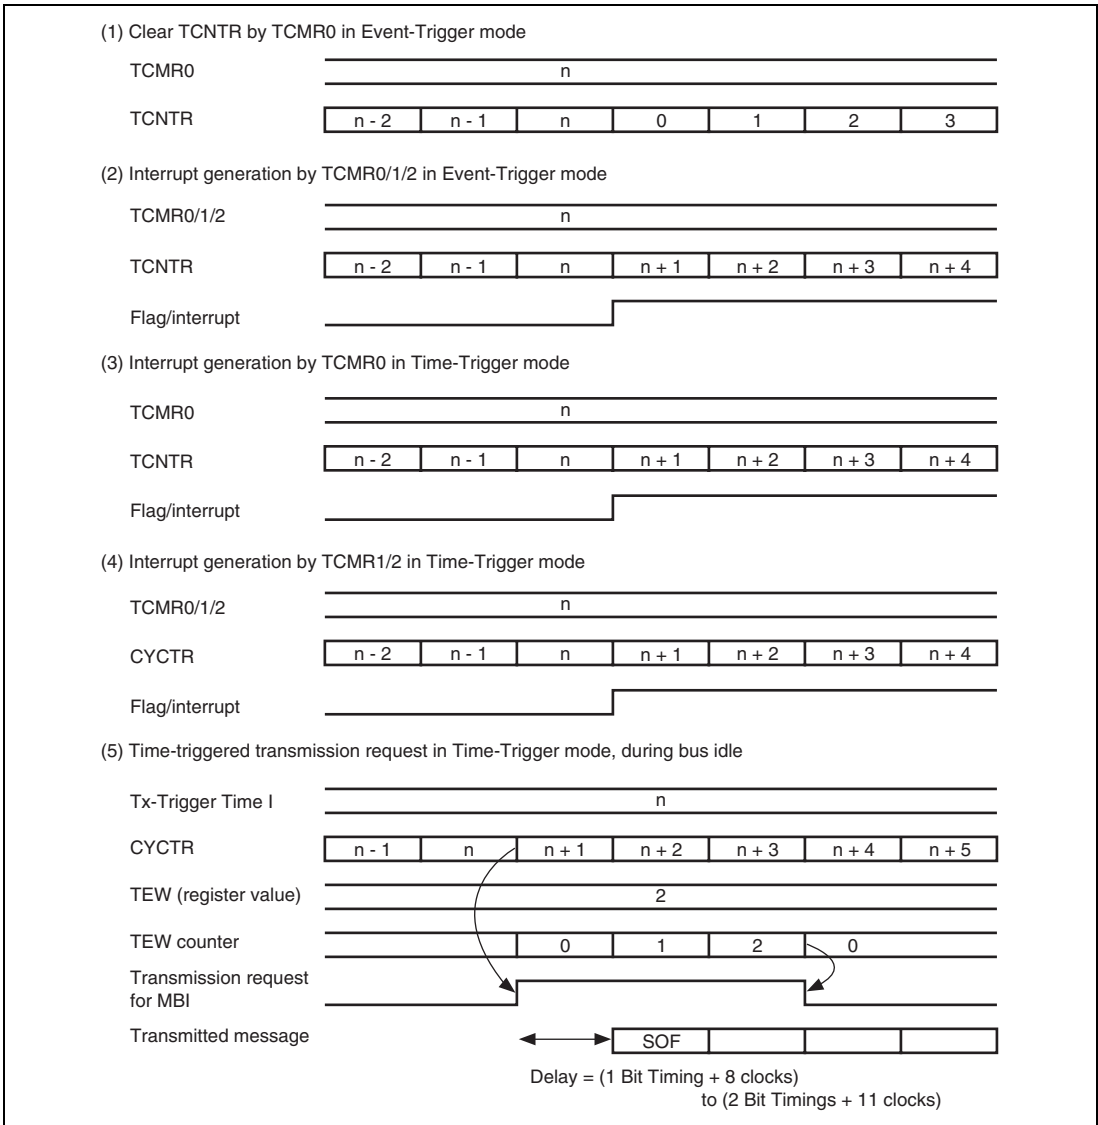 (1) Clear TCNTR by TCMR0 in Event-Trigger mode
TCMR0 n
TCNTR n - 2 n - 1 n 0 1 2 3
(2) Interrupt generation by TCMR0/1/2 in Event-Trigger mode
TCMR0/1/2 n
TCNTR n - 2 n - 1 n n + 1 n + 2 n + 3 n + 4
Flag/interrupt
(3) Interrupt generation by TCMR0 in Time-Trigger mode
TCMR0 n
TCNTR n - 2 n - 1 n n + 1 n + 2 n + 3 n + 4
Flag/interrupt
(4) Interrupt generation by TCMR1/2 in Time-Trigger mode
TCMR0/1/2 n
CYCTR n - 2 n - 1 n n + 1 n + 2 n + 3 n + 4
Flag/interrupt
(5) Time-triggered transmission request in Time-Trigger mode, during bus idle
Tx-Trigger Time I n
CYCTR n - 1 n n + 1 n + 2 n + 3 n + 4 n + 5
TEW (register value) 2
TEW counter 0 1 2 0
Transmission request
for MBI
Transmitted message SOF
Delay = (1 Bit Timing + 8 clocks)
to (2 Bit Timings + 11 clocks)